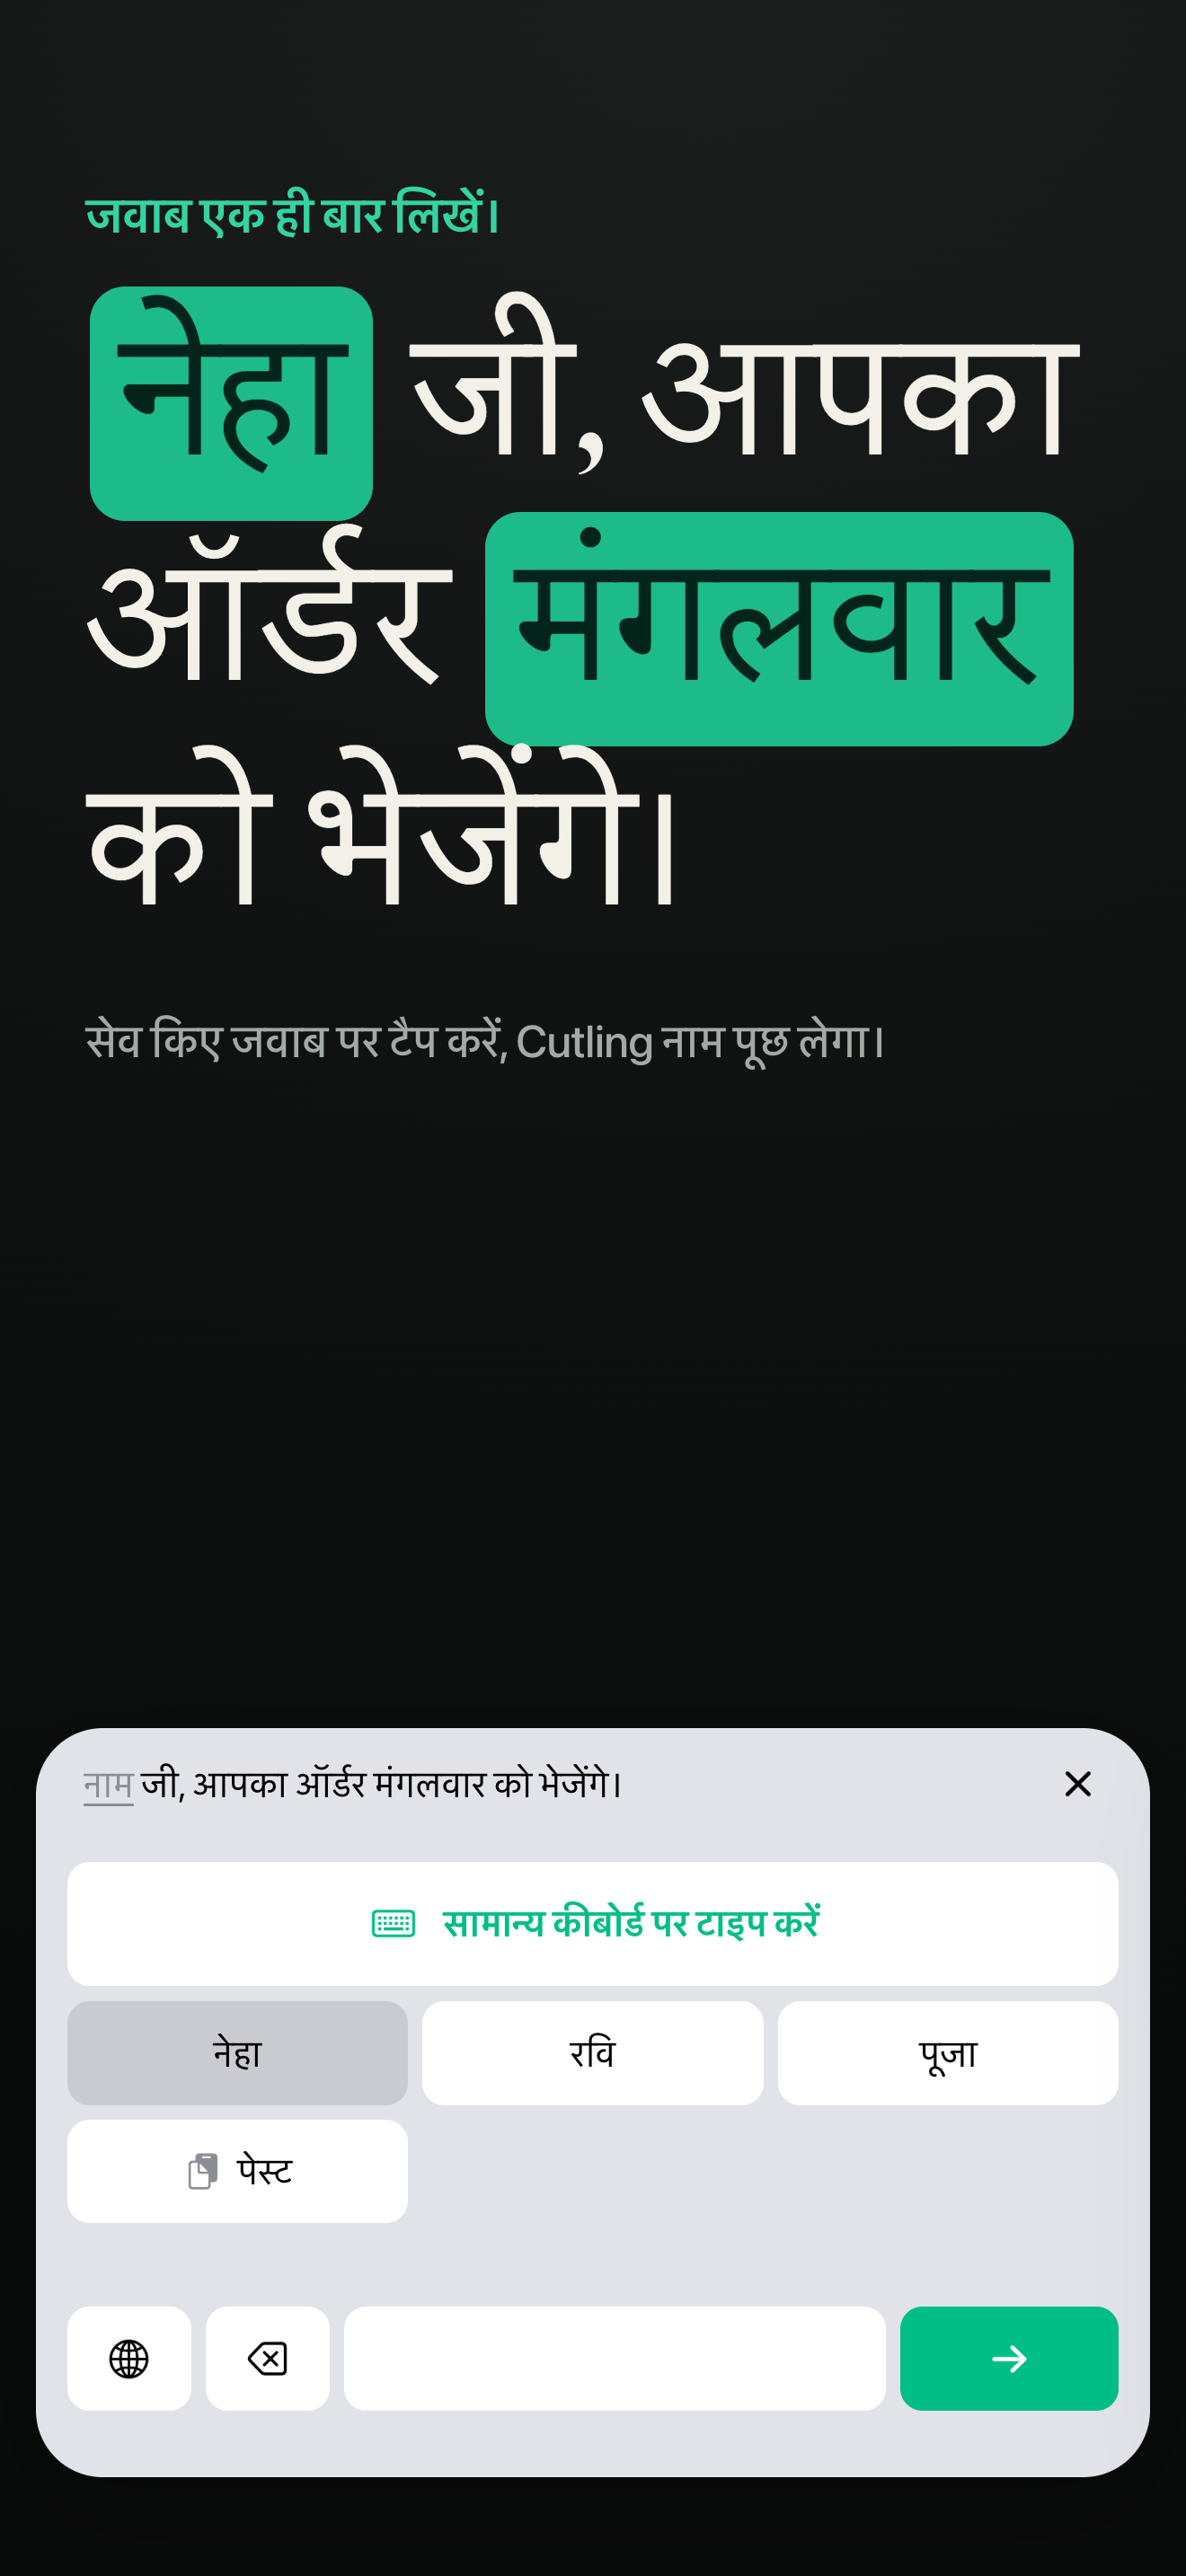 जवाब एक ही बार लिखें।
नेहा जी, आपका
ऑर्डर मंगलवार
को भेजेंगे।
सेव किए जवाब पर टैप करें, Cutling नाम पूछ लेगा।
नाम जी, आपका ऑर्डर मंगलवार को भेजेंगे।
सामान्य कीबोर्ड पर टाइप करें
नेहा रवि पूजा
पेस्ट